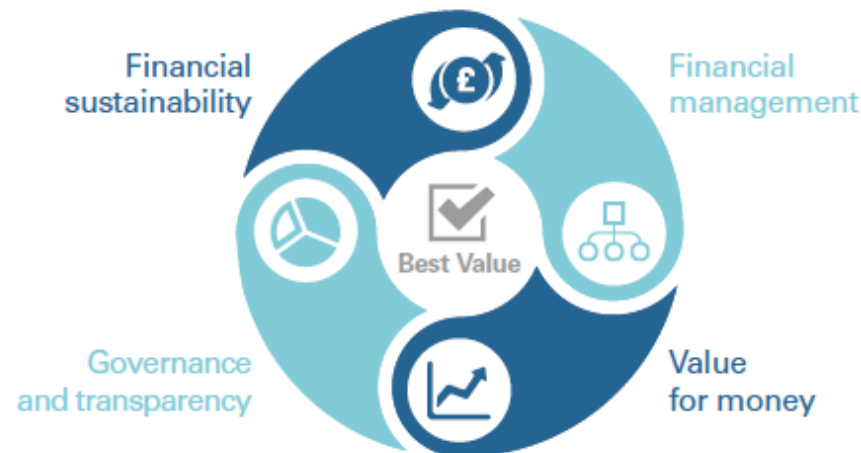 Financial
sustainability
£
Financial
management
Best Value
Governance
and transparency
Value
for money